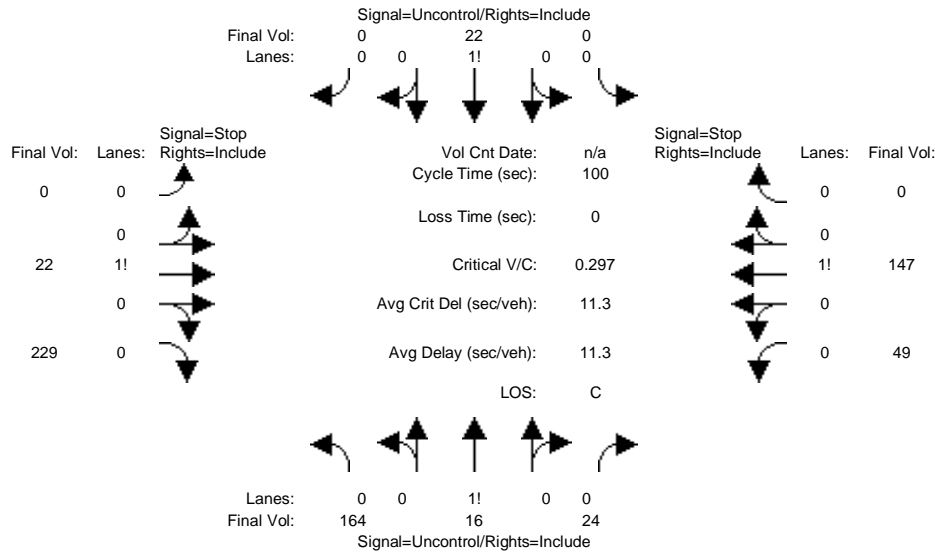 Signal=Uncontrol/Rights=Include
Final Vol: 0 22 0
Lanes: 0 0 1! 0 0
Signal=Stop Signal=Stop
Final Vol: Lanes: Rights=Include Vol Cnt Date: n/a Rights=Include Lanes: Final Vol:
Cycle Time (sec): 100
0 0 0 0
Loss Time (sec): 0
0 0
22 1! Critical V/C: 0.297 1! 147
0 Avg Crit Del (sec/veh): 11.3 0
229 0 Avg Delay (sec/veh): 11.3 0 49
LOS: C
Lanes: 0 0 1! 0 0
Final Vol: 164 16 24
Signal=Uncontrol/Rights=Include